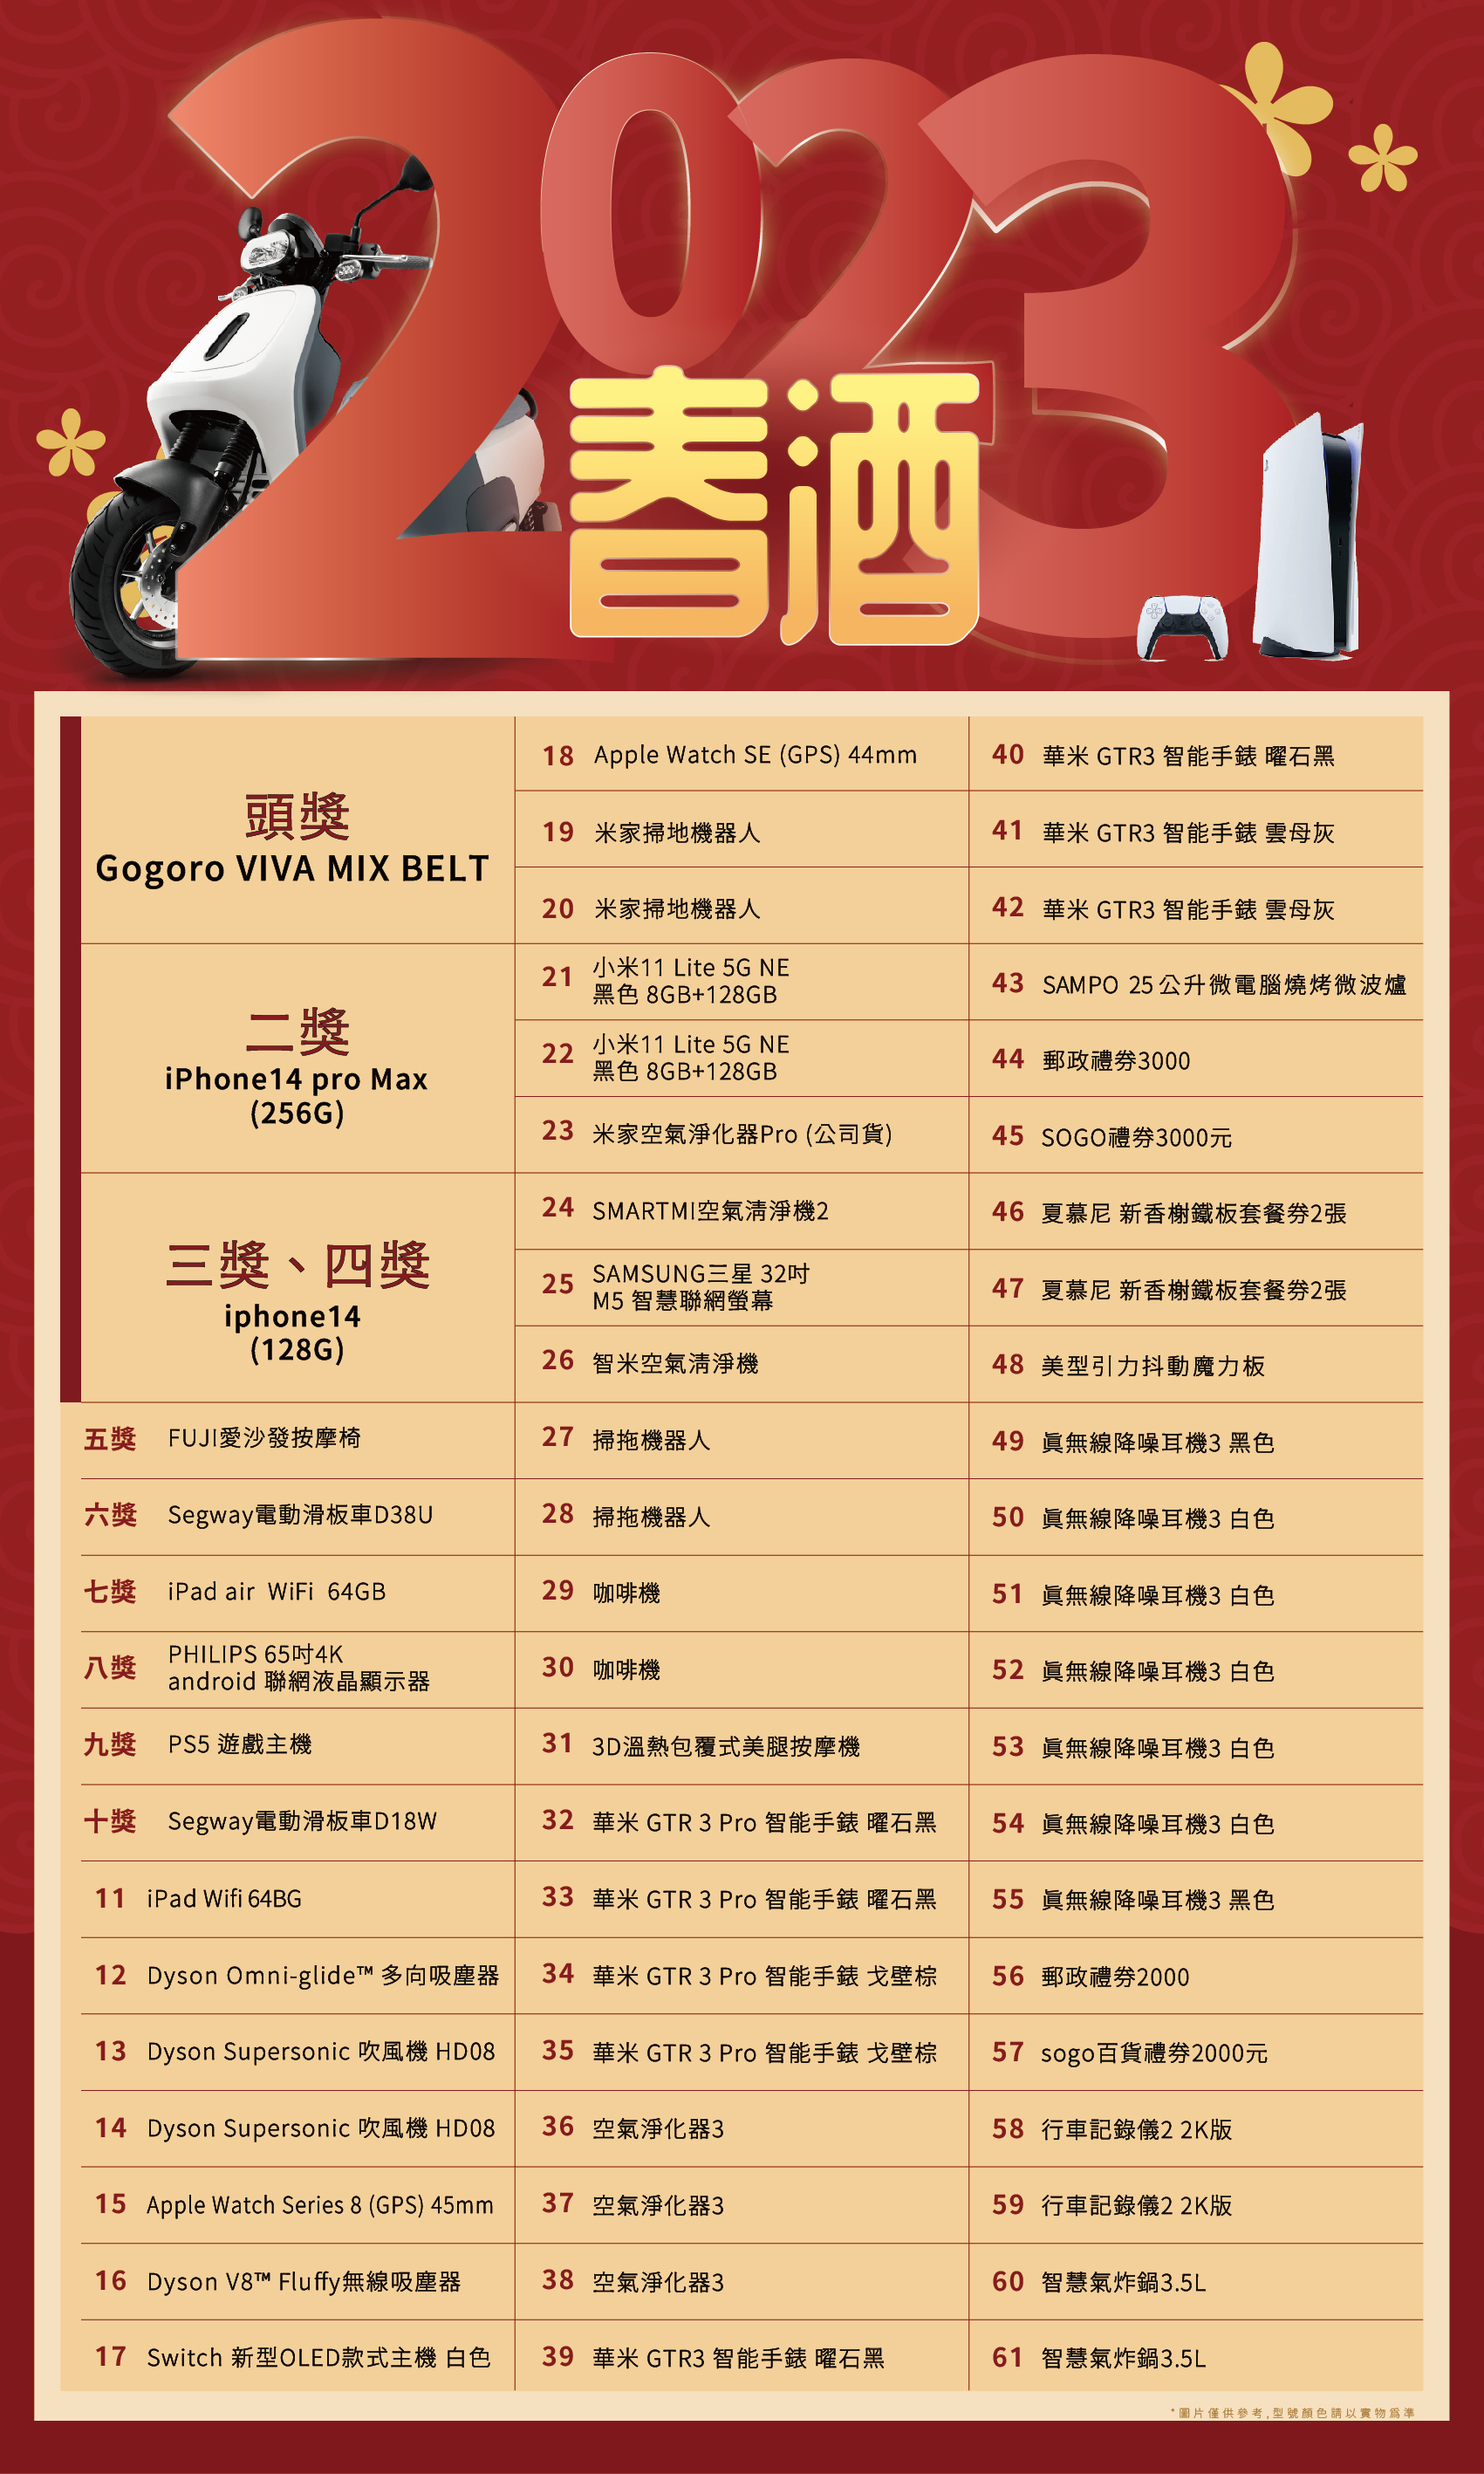 2023
春酒
頭獎
Gogoro VIVA MIX BELT
二獎
iPhone14 pro Max
(256G)
三獎、四獎
iphone14
(128G)
五獎 FUJI愛沙發按摩椅
六獎 Segway電動滑板車D38U
七獎 iPad air WiFi 64GB
八獎 PHILIPS 65吋4K
android 聯網液晶顯示器
九獎 PS5 遊戲主機
十獎 Segway電動滑板車D18W
11 iPad Wifi 64BG
12 Dyson Omni-glide™ 多向吸塵器
13 Dyson Supersonic 吹風機 HD08
14 Dyson Supersonic 吹風機 HD08
15 Apple Watch Series 8 (GPS) 45mm
16 Dyson V8™ Fluffy無線吸塵器
17 Switch 新型OLED款式主機 白色
18 Apple Watch SE (GPS) 44mm
19 米家掃地機器人
20 米家掃地機器人
21 小米11 Lite 5G NE
黑色 8GB+128GB
22 小米11 Lite 5G NE
黑色 8GB+128GB
23 米家空氣淨化器Pro (公司貨)
24 SMARTMI空氣清淨機2
25 SAMSUNG三星 32吋
M5 智慧聯網螢幕
26 智米空氣清淨機
27 掃拖機器人
28 掃拖機器人
29 咖啡機
30 咖啡機
31 3D溫熱包覆式美腿按摩機
32 華米 GTR 3 Pro 智能手錶 曜石黑
33 華米 GTR 3 Pro 智能手錶 曜石黑
34 華米 GTR 3 Pro 智能手錶 戈壁棕
35 華米 GTR 3 Pro 智能手錶 戈壁棕
36 空氣淨化器3
37 空氣淨化器3
38 空氣淨化器3
39 華米 GTR3 智能手錶 曜石黑
40 華米 GTR3 智能手錶 曜石黑
41 華米 GTR3 智能手錶 雲母灰
42 華米 GTR3 智能手錶 雲母灰
43 SAMPO 25公升微電腦燒烤微波爐
44 郵政禮券3000
45 SOGO禮券3000元
46 夏慕尼 新香榭鐵板套餐券2張
47 夏慕尼 新香榭鐵板套餐券2張
48 美型引力抖動魔力板
49 真無線降噪耳機3 黑色
50 真無線降噪耳機3 白色
51 真無線降噪耳機3 白色
52 真無線降噪耳機3 白色
53 真無線降噪耳機3 白色
54 真無線降噪耳機3 白色
55 真無線降噪耳機3 黑色
56 郵政禮券2000
57 sogo百貨禮券2000元
58 行車記錄儀2 2K版
59 行車記錄儀2 2K版
60 智慧氣炸鍋3.5L
61 智慧氣炸鍋3.5L
*圖片僅供參考,型號顏色請以實物為準